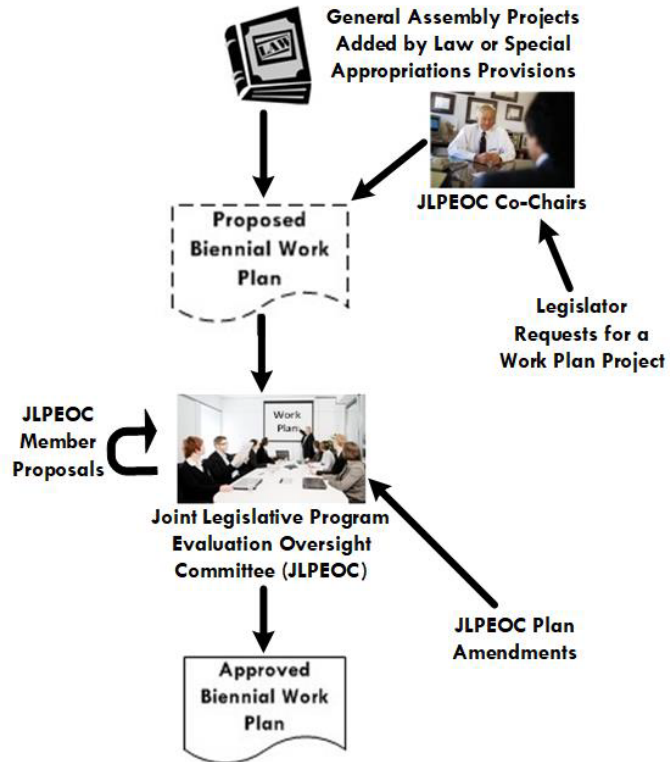 General Assembly Projects
Added by Law or Special
Appropriations Provisions
LAW
JLPEOC Co-Chairs
Proposed
Biennial Work
Plan
Legislator
Requests for a
Work Plan Project
JLPEOC
Member
Proposals
Work
Plan
Joint Legislative Program
Evaluation Oversight
Committee (JLPEOC)
JLPEOC Plan
Amendments
Approved
Biennial Work
Plan